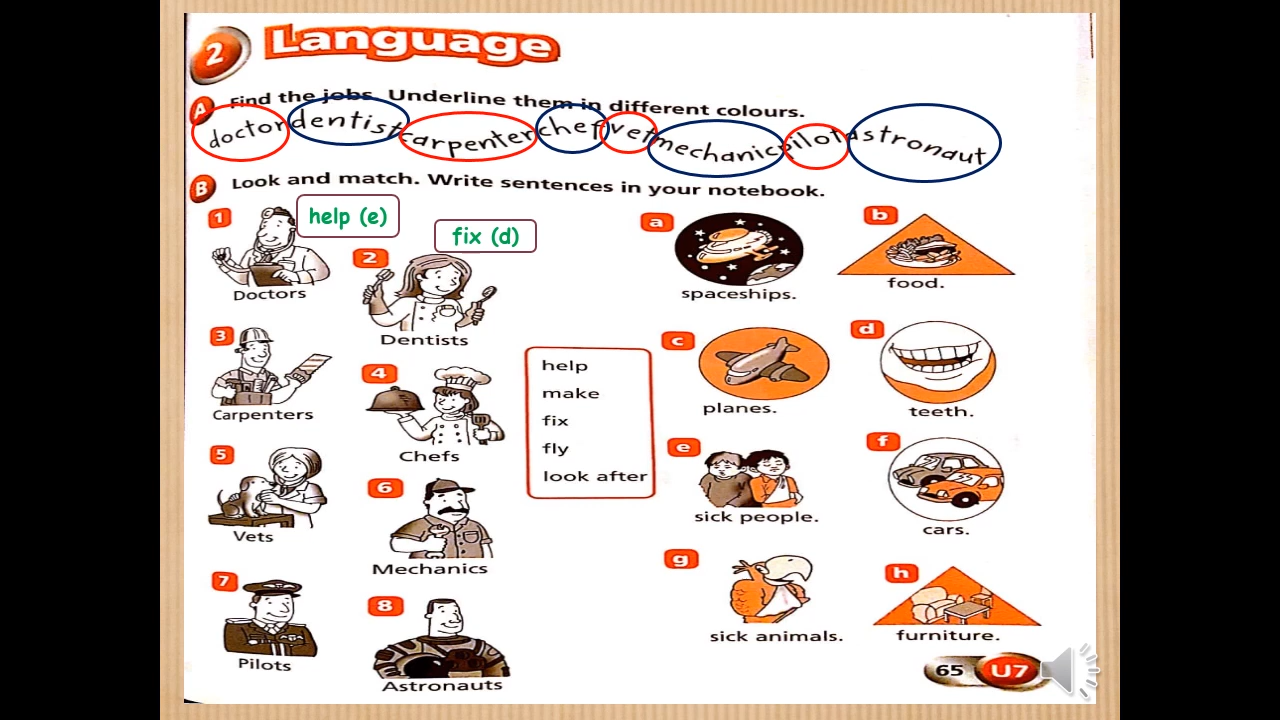 2 Language
A Find the jobs. Underline them in different colours.
doctordentistcarpenterchefvetmechanicpilotastronaut
B Look and match. Write sentences in your notebook.
1
help (e)
Doctors
2
fix (d)
Dentists
3
Carpenters
4
Chefs
5
Vets
6
Mechanics
7
Pilots
8
Astronauts
help
make
fix
fly
look after
a
spaceships.
b
food.
c
planes.
d
teeth.
e
sick people.
f
cars.
g
sick animals.
h
furniture.
65 U7